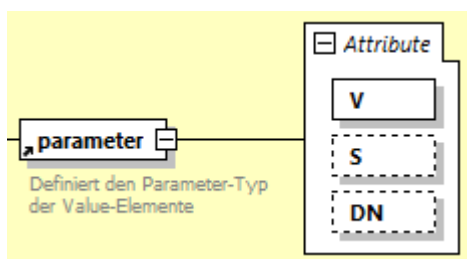 Attribute
V
parameter
S
Definiert den Parameter-Typ
der Value-Elemente
DN